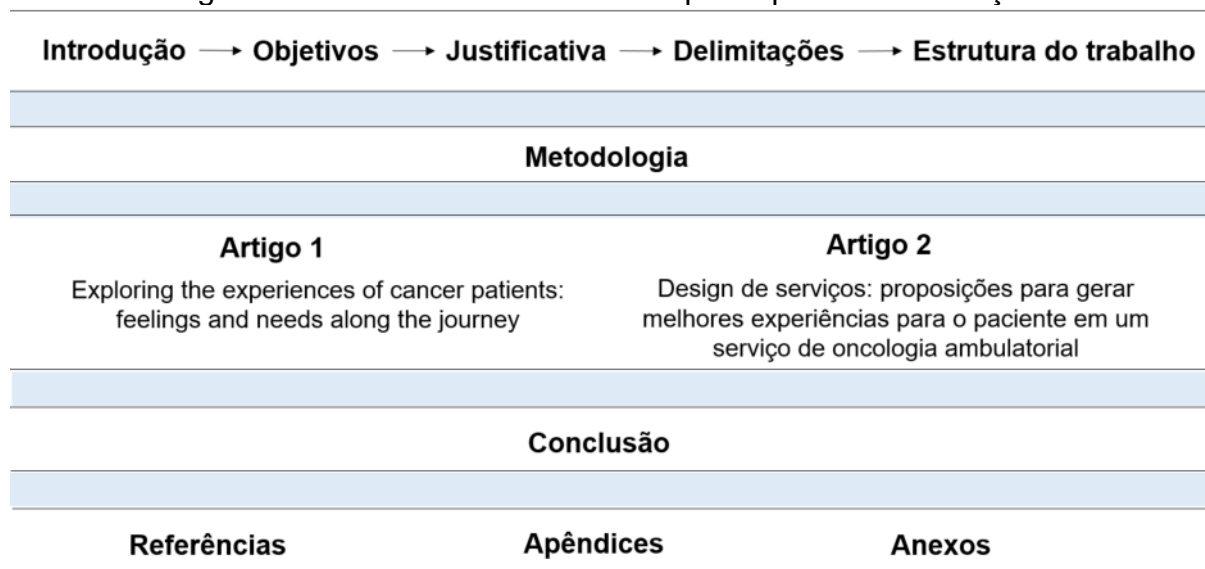 Introdução → Objetivos → Justificativa → Delimitações → Estrutura do trabalho
Metodologia
Artigo 1
Exploring the experiences of cancer patients:
feelings and needs along the journey
Artigo 2
Design de serviços: proposições para gerar
melhores experiências para o paciente em um
serviço de oncologia ambulatorial
Conclusão
Referências Apêndices Anexos